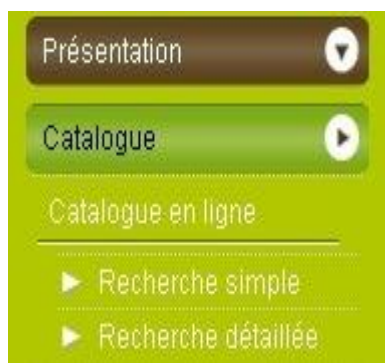 Présentation
Catalogue
Catalogue en ligne
Recherche simple
Recherche détaillée